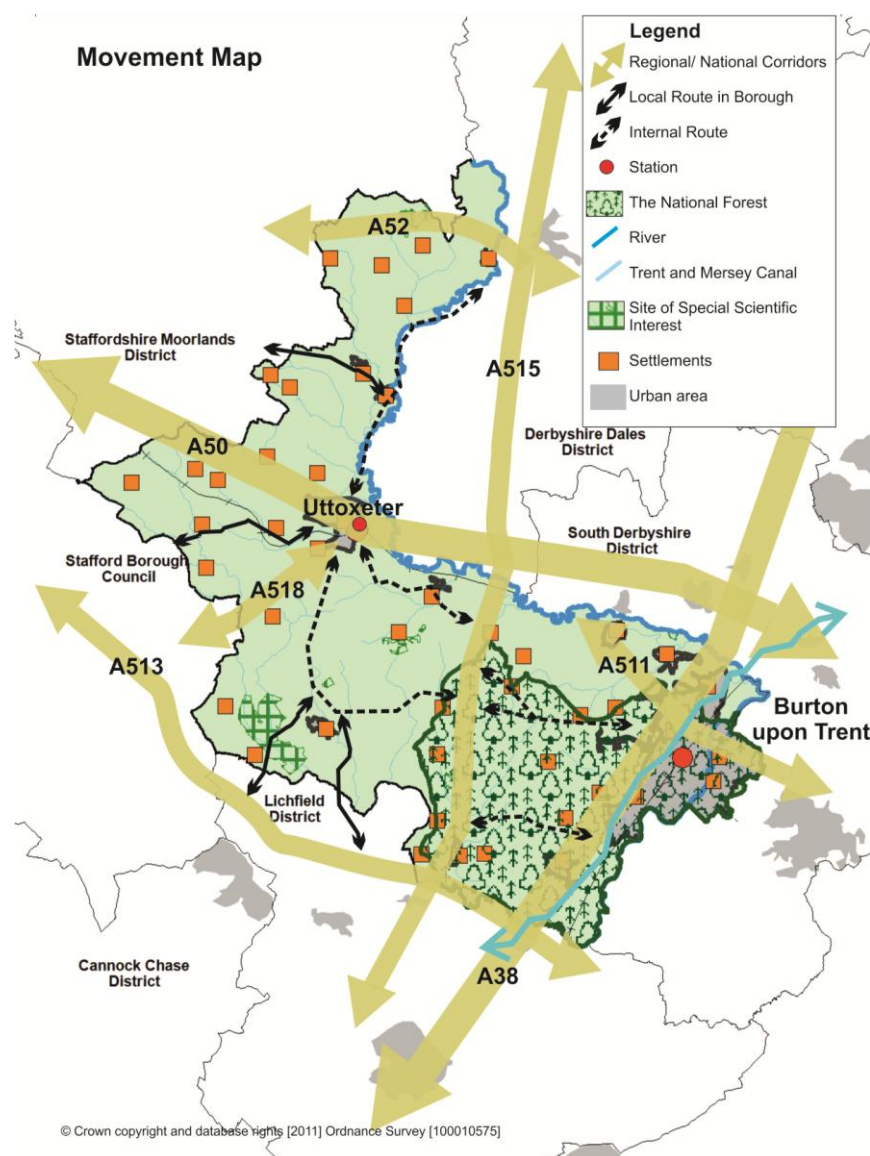 Movement Map
Legend
Regional/ National Corridors
Local Route in Borough
Internal Route
Station
The National Forest
River
Trent and Mersey Canal
Site of Special Scientific
Interest
Settlements
Urban area
A52
Staffordshire Moorlands
District
A515
A50
Derbyshire Dales
District
Uttoxeter
South Derbyshire
District
Stafford Borough
Council
A518
A513
A511
Burton
upon Trent
Lichfield
District
Cannock Chase
District
A38
© Crown copyright and database rights [2011] Ordnance Survey [100010575]